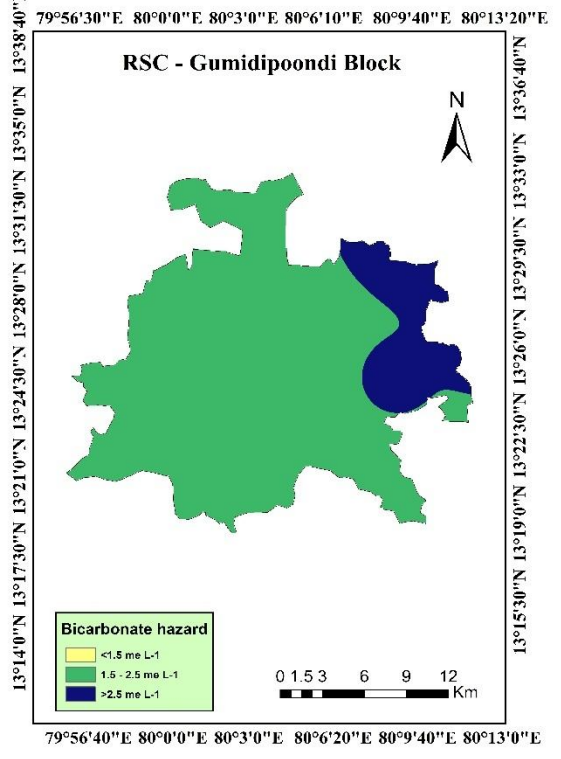 79°56'30"E 80°0'0"E 80°3'0"E 80°6'10"E 80°9'40"E 80°13'20"E
RSC - Gumidipoondi Block
N
13°38'40"N
13°35'0"N
13°31'30"N
13°28'0"N
13°24'30"N
13°21'0"N
13°17'30"N
13°14'0"N
13°36'40"N
13°33'0"N
13°29'30"N
13°26'0"N
13°22'30"N
13°19'0"N
13°15'30"N
Bicarbonate hazard
<1.5 me L-1
1.5 - 2.5 me L-1
>2.5 me L-1
0 1.5 3 6 9 12
Km
79°56'40"E 80°0'0"E 80°3'0"E 80°6'20"E 80°9'40"E 80°13'0"E